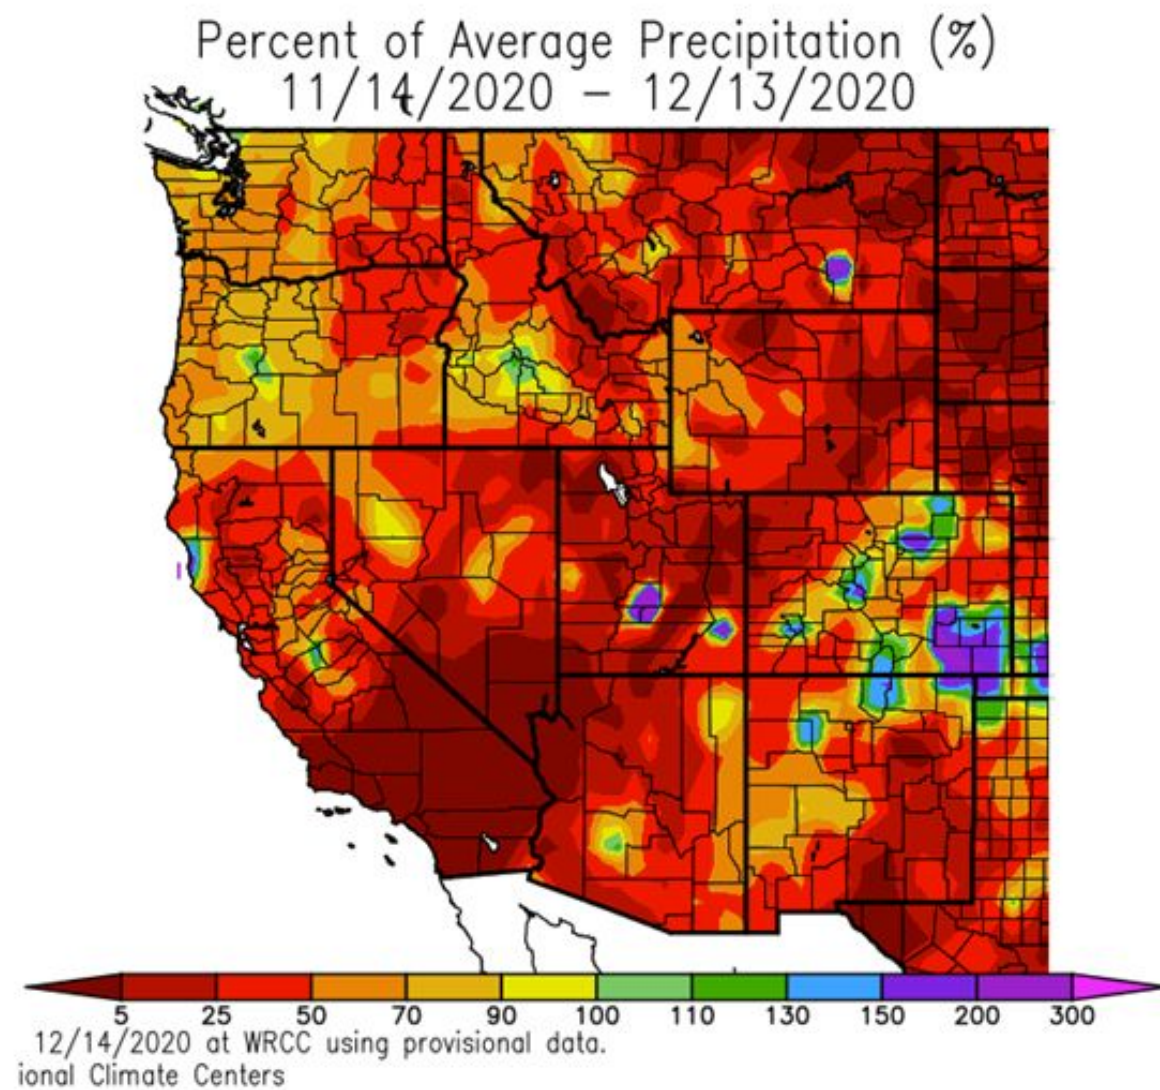 Percent of Average Precipitation (%)
11/14/2020 – 12/13/2020
5 25 50 70 90 100 110 130 150 200 300
12/14/2020 at WRCC using provisional data.
ional Climate Centers